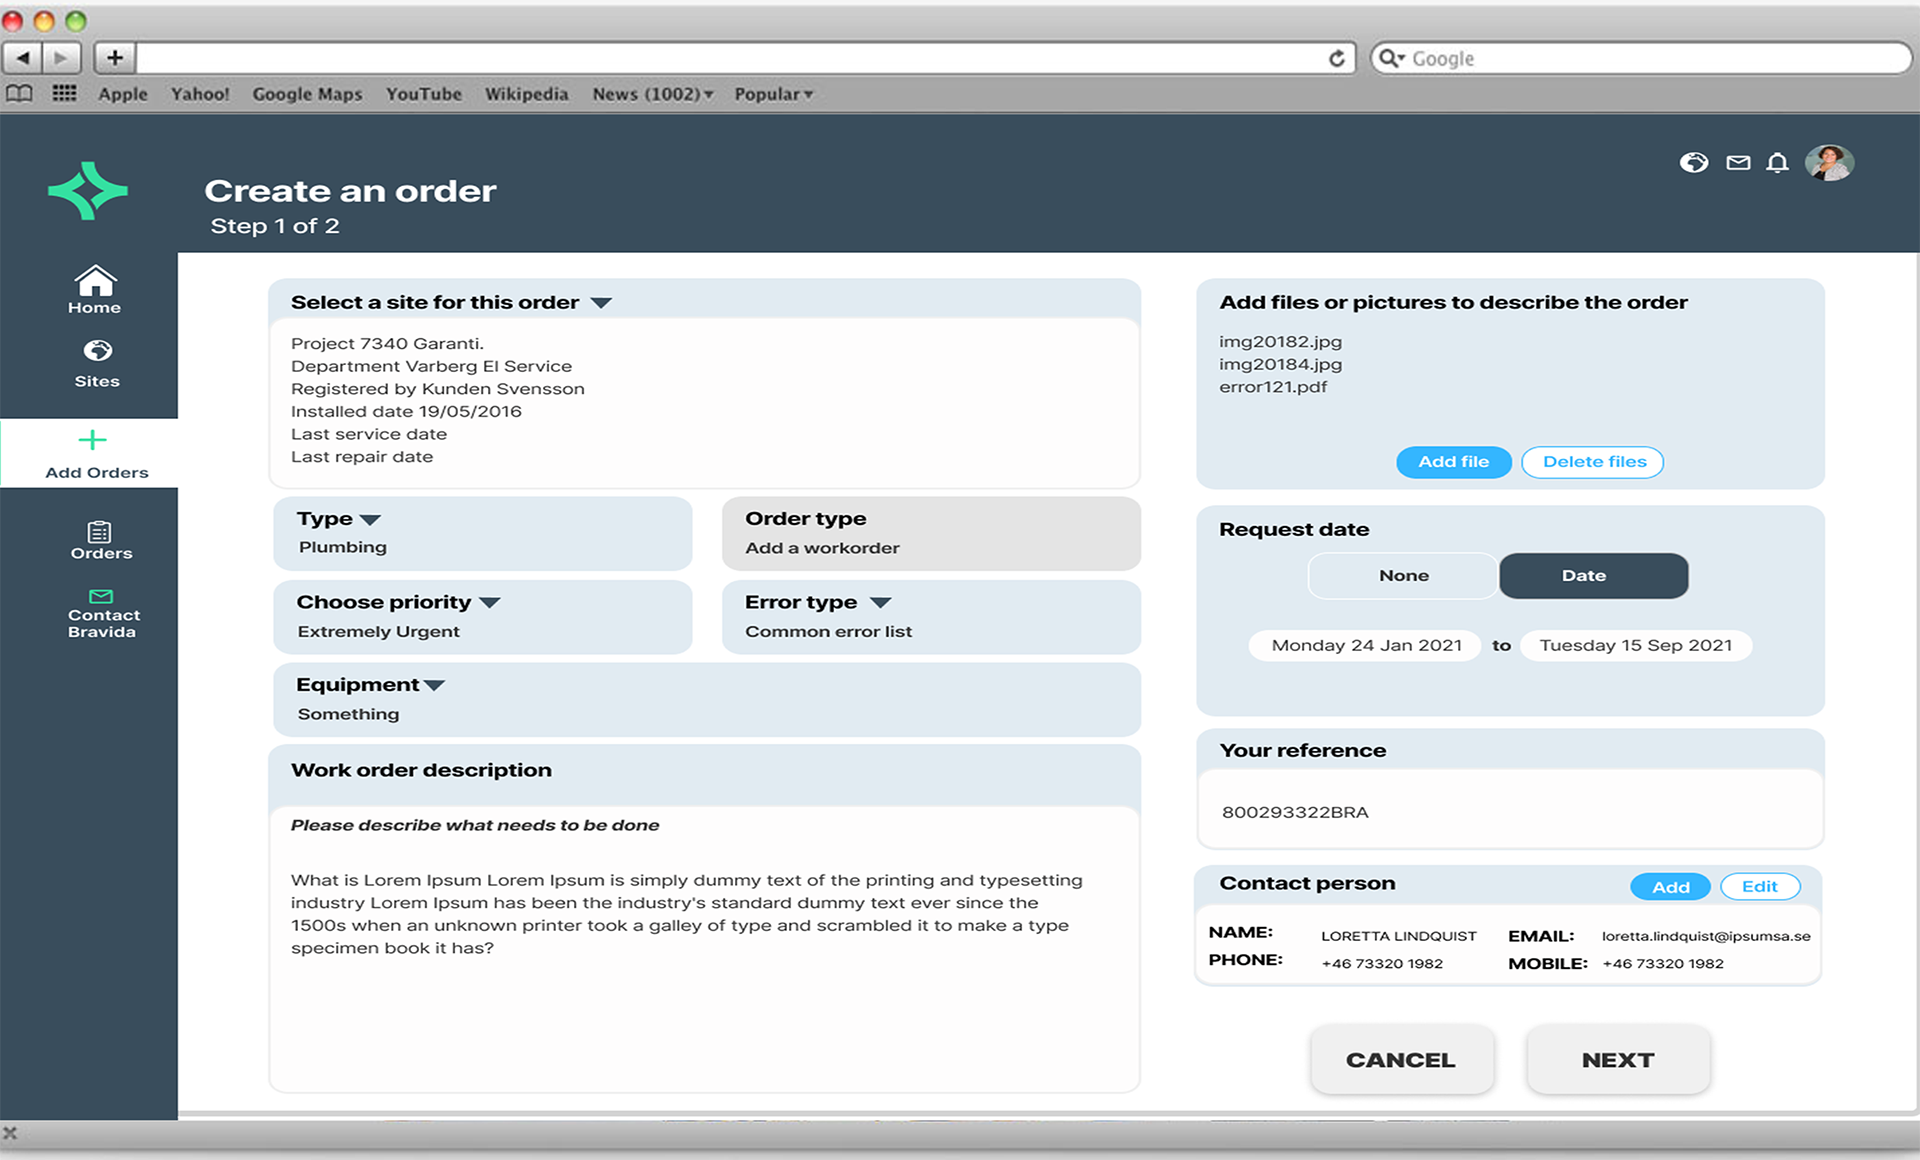 Google
Apple Yahoo! Google Maps YouTube Wikipedia News (1002) Popular
Create an order
Step 1 of 2
Home
Sites
Add Orders
Orders
Contact
Bravida
Select a site for this order
Project 7340 Garanti.
Department Varberg El Service
Registered by Kunden Svensson
Installed date 19/05/2016
Last service date
Last repair date
Type
Plumbing
Order type
Add a workorder
Choose priority
Extremely Urgent
Error type
Common error list
Equipment
Something
Work order description
Please describe what needs to be done
What is Lorem Ipsum Lorem Ipsum is simply dummy text of the printing and typesetting
industry Lorem Ipsum has been the industry's standard dummy text ever since the
1500s when an unknown printer took a galley of type and scrambled it to make a type
specimen book it has?
Add files or pictures to describe the order
img20182.jpg
img20184.jpg
error121.pdf
Add file Delete files
Request date
None Date
Monday 24 Jan 2021 to Tuesday 15 Sep 2021
Your reference
800293322BRA
Contact person Add Edit
NAME: LORETTA LINDQUIST EMAIL: loretta.lindquist@ipsumsa.se
PHONE: +46 73320 1982 MOBILE: +46 73320 1982
CANCEL NEXT